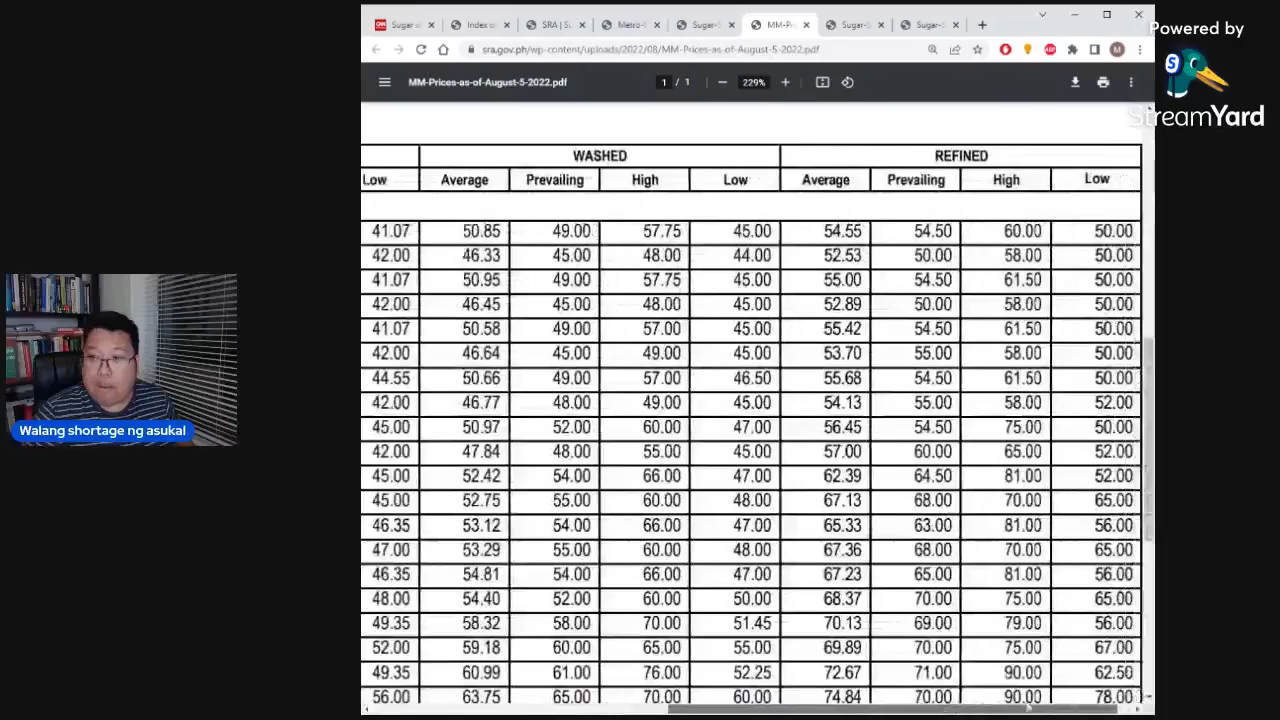 Sugar
Index o
SRA | S
Metro-
Sugar-
MM-Pr
Sugar-S
Sugar-
sra.gov.ph/wp-content/uploads/2022/08/MM-Prices-as-of-August-5-2022.pdf
MM-Prices-as-of-August-5-2022.pdf
1 / 1
229%
Powered by
StreamYard
WASHED REFINED
Low Average Prevailing High Low Average Prevailing High Low
41.07 50.85 49.00 57.75 45.00 54.55 54.50 60.00 50.00
42.00 46.33 45.00 48.00 44.00 52.53 50.00 58.00 50.00
41.07 50.95 49.00 57.75 45.00 55.00 54.50 61.50 50.00
42.00 46.45 45.00 48.00 45.00 52.89 50.00 58.00 50.00
41.07 50.58 49.00 57.00 45.00 55.42 54.50 61.50 50.00
42.00 46.64 45.00 49.00 45.00 53.70 55.00 58.00 50.00
44.55 50.66 49.00 57.00 46.50 55.68 54.50 61.50 50.00
42.00 46.77 48.00 49.00 45.00 54.13 55.00 58.00 52.00
45.00 50.97 52.00 60.00 47.00 56.45 54.50 75.00 50.00
42.00 47.84 48.00 55.00 45.00 57.00 60.00 65.00 52.00
45.00 52.42 54.00 66.00 47.00 62.39 64.50 81.00 52.00
45.00 52.75 55.00 60.00 48.00 67.13 68.00 70.00 65.00
46.35 53.12 54.00 66.00 47.00 65.33 63.00 81.00 56.00
47.00 53.29 55.00 60.00 48.00 67.36 68.00 70.00 65.00
46.35 54.81 54.00 66.00 47.00 67.23 65.00 81.00 56.00
48.00 54.40 52.00 60.00 50.00 68.37 70.00 75.00 65.00
49.35 58.32 58.00 70.00 51.45 70.13 69.00 79.00 56.00
52.00 59.18 60.00 65.00 55.00 69.89 70.00 75.00 67.00
49.35 60.99 61.00 76.00 52.25 72.67 71.00 90.00 62.50
56.00 63.75 65.00 70.00 60.00 74.84 70.00 90.00 78.00
Walang shortage ng asukal